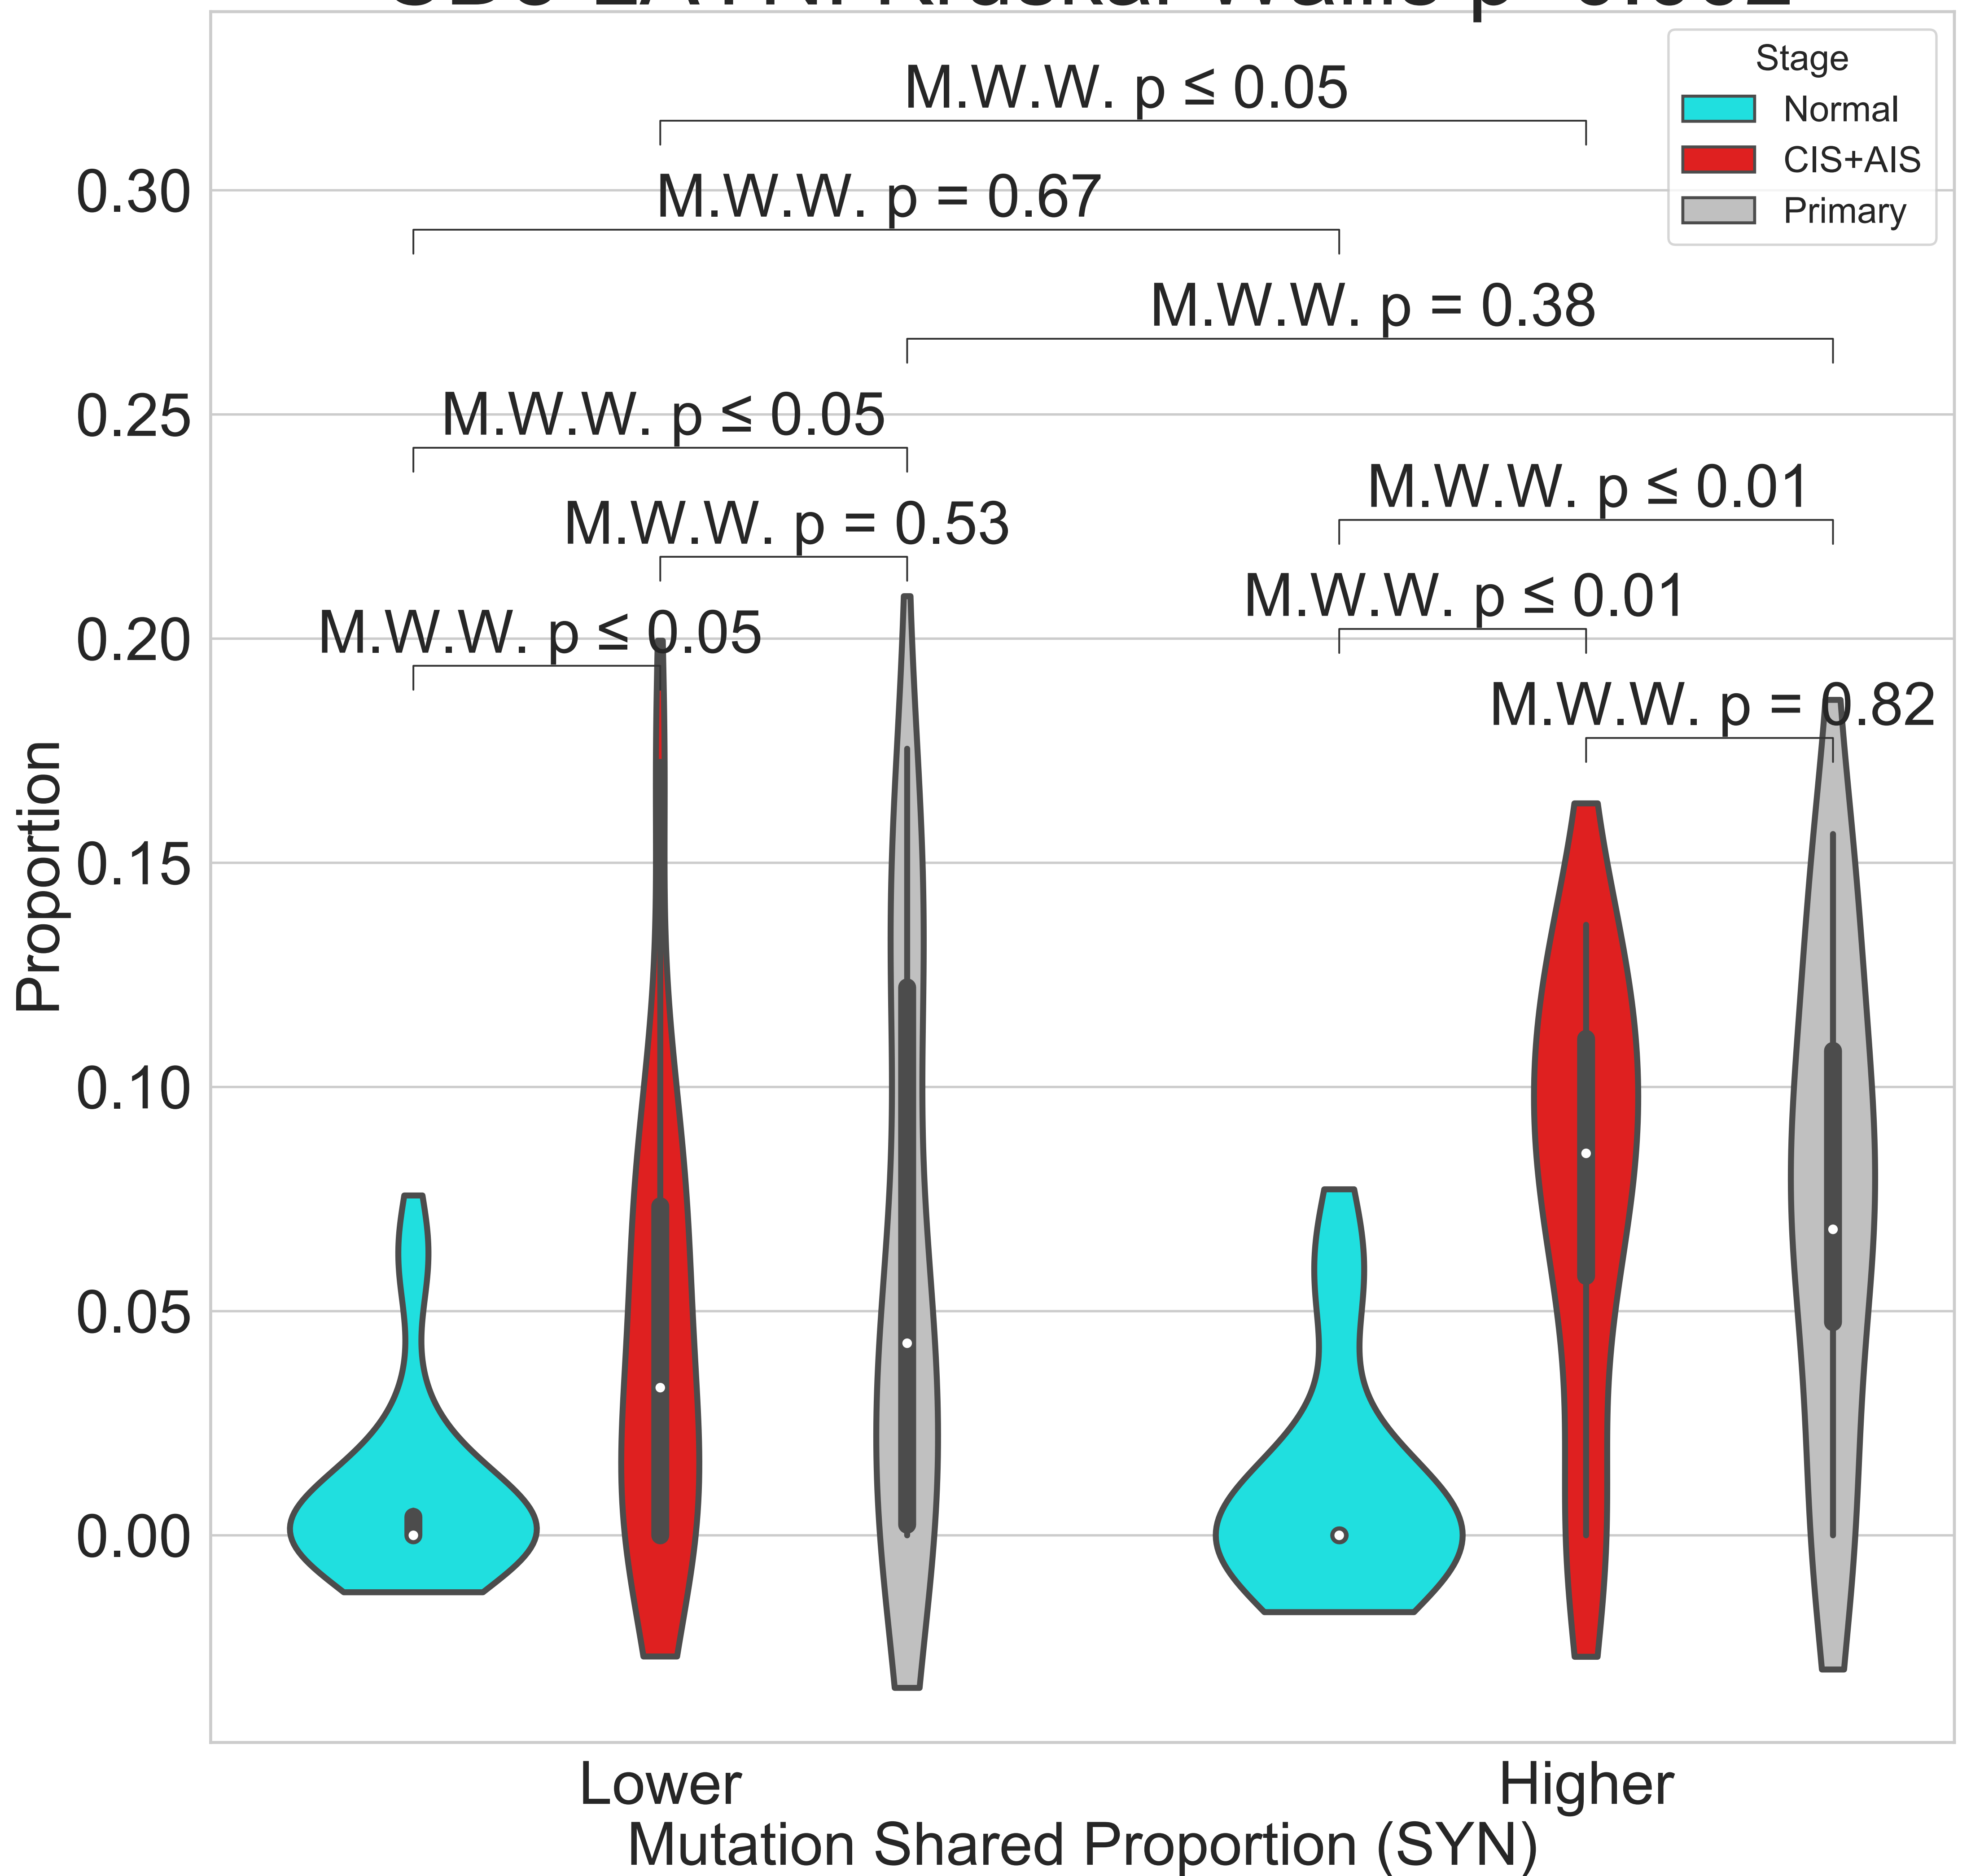 M.W.W. p ≤ 0.05
Stage
Normal
CIS+AIS
Primary
0.30
M.W.W. p = 0.67
M.W.W. p = 0.38
0.25
M.W.W. p ≤ 0.05
M.W.W. p ≤ 0.01
M.W.W. p = 0.53
M.W.W. p ≤ 0.01
0.20
M.W.W. p ≤ 0.05
M.W.W. p = 0.82
Proportion
0.15
0.10
0.05
0.00
Lower
Higher
Mutation Shared Proportion (SYN)